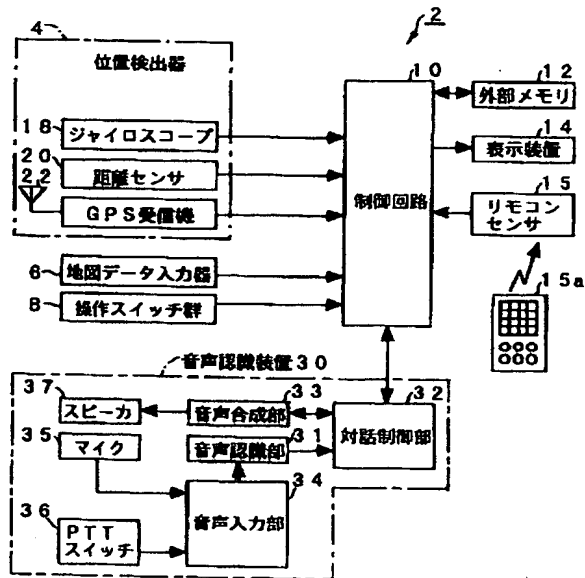 2
4
位置検出器
18
ジャイロスコープ
20
距離センサ
22
GPS受信機
6
地図データ入力器
8
操作スイッチ群
10
制御回路
12
外部メモリ
14
表示装置
15
リモコン
センサ
15a
音声認識装置30
37
スピーカ
33
音声合成部
32
対話制御部
35
マイク
31
音声認識部
34
音声入力部
36
PTT
スイッチ